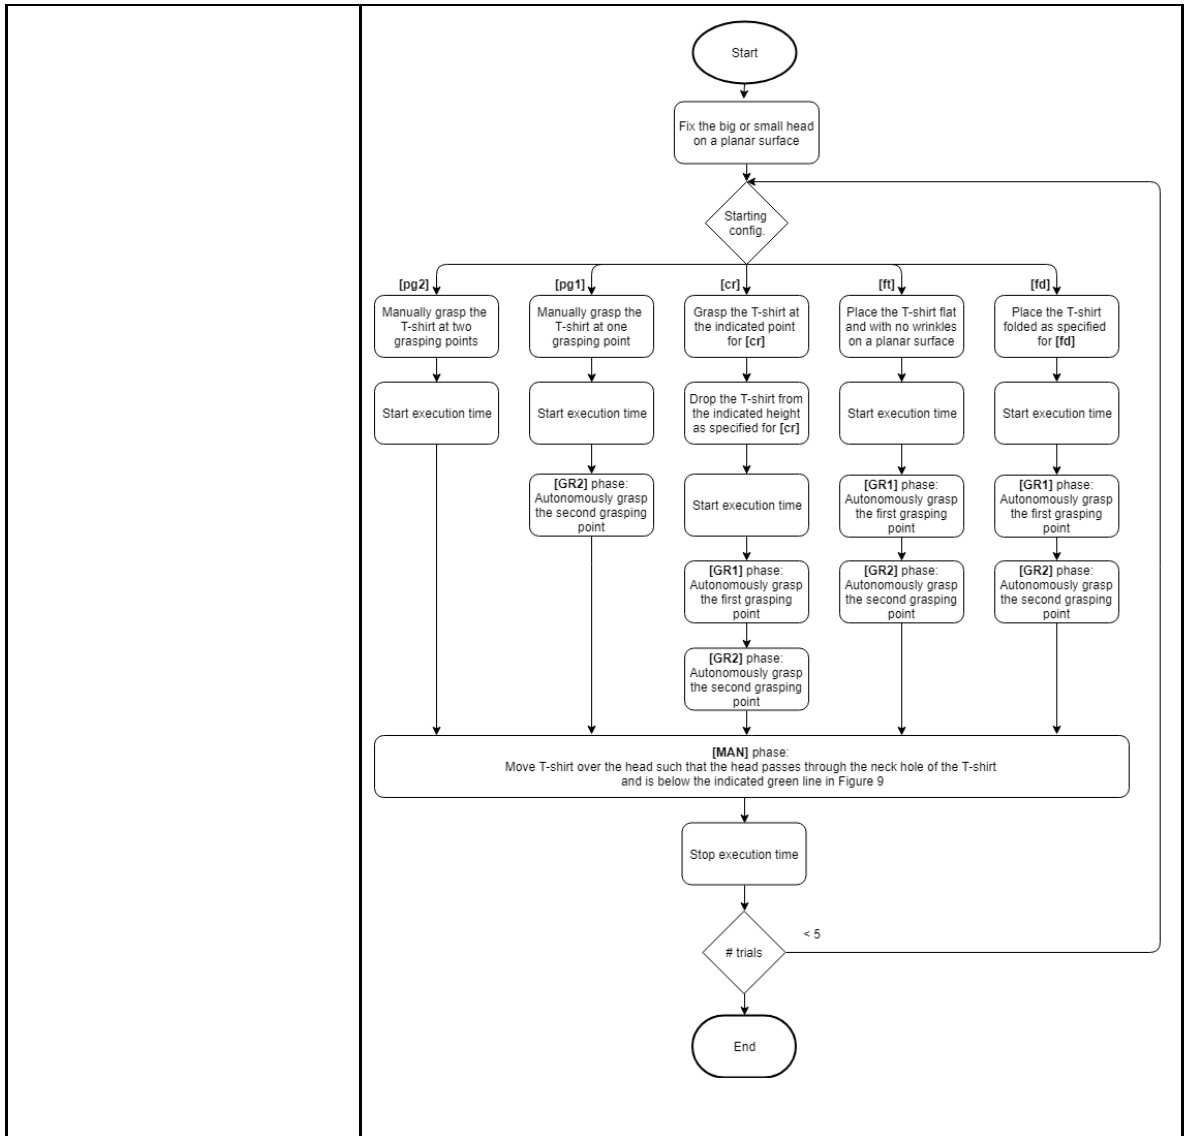 Start
Fix the big or small head
on a planar surface
Starting
config.
[pg2]
Manually grasp the
T-shirt at two
grasping points
Start execution time
[pg1]
Manually grasp the
T-shirt at one
grasping point
Start execution time
[GR2] phase:
Autonomously grasp
the second grasping
point
[cr]
Grasp the T-shirt at
the indicated point
for [cr]
Drop the T-shirt from
the indicated height
as specified for [cr]
Start execution time
[GR1] phase:
Autonomously grasp
the first grasping
point
[GR2] phase:
Autonomously grasp
the second grasping
point
[ft]
Place the T-shirt flat
and with no wrinkles
on a planar surface
Start execution time
[GR1] phase:
Autonomously grasp
the first grasping
point
[GR2] phase:
Autonomously grasp
the second grasping
point
[fd]
Place the T-shirt
folded as specified
for [fd]
Start execution time
[GR1] phase:
Autonomously grasp
the first grasping
point
[GR2] phase:
Autonomously grasp
the second grasping
point
[MAN] phase:
Move T-shirt over the head such that the head passes through the neck hole of the T-shirt
and is below the indicated green line in Figure 9
Stop execution time
# trials
< 5
End